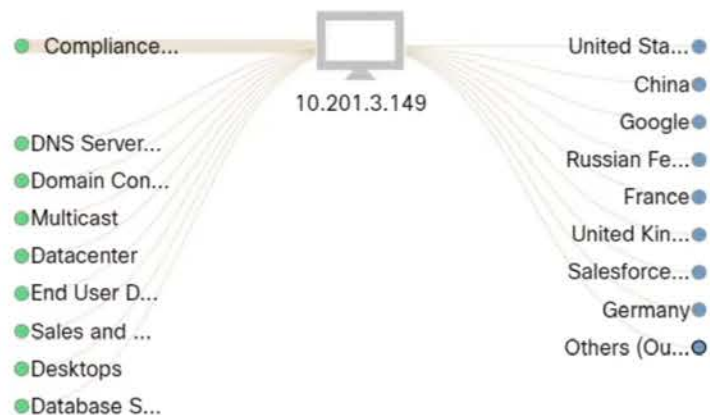 Compliance...
10.201.3.149
DNS Server...
Domain Con...
Multicast
Datacenter
End User D...
Sales and ...
Desktops
Database S...
United Sta...
China
Google
Russian Fe...
France
United Kin...
Salesforce...
Germany
Others (Ou...